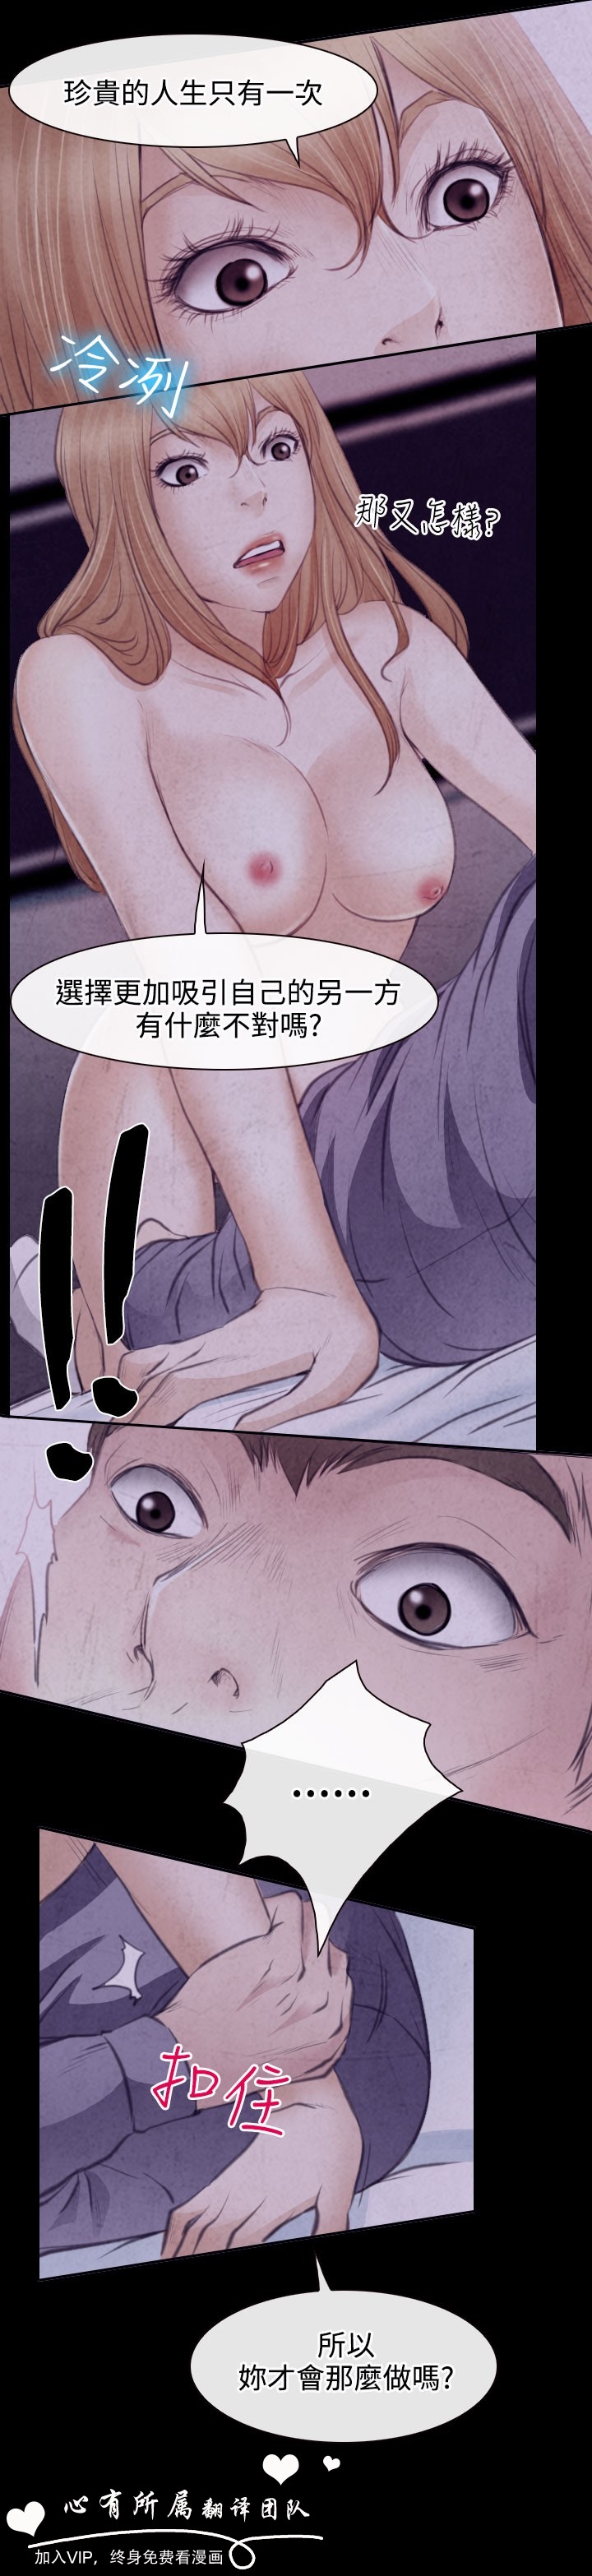 珍貴的人生只有一次
冷冽
那又怎樣?
選擇更加吸引自己的另一方
有什麼不對嗎?
!!
......
扣住
所以
妳才會那麼做嗎?
心有所属翻译团队
加入VIP，终身免费看漫画